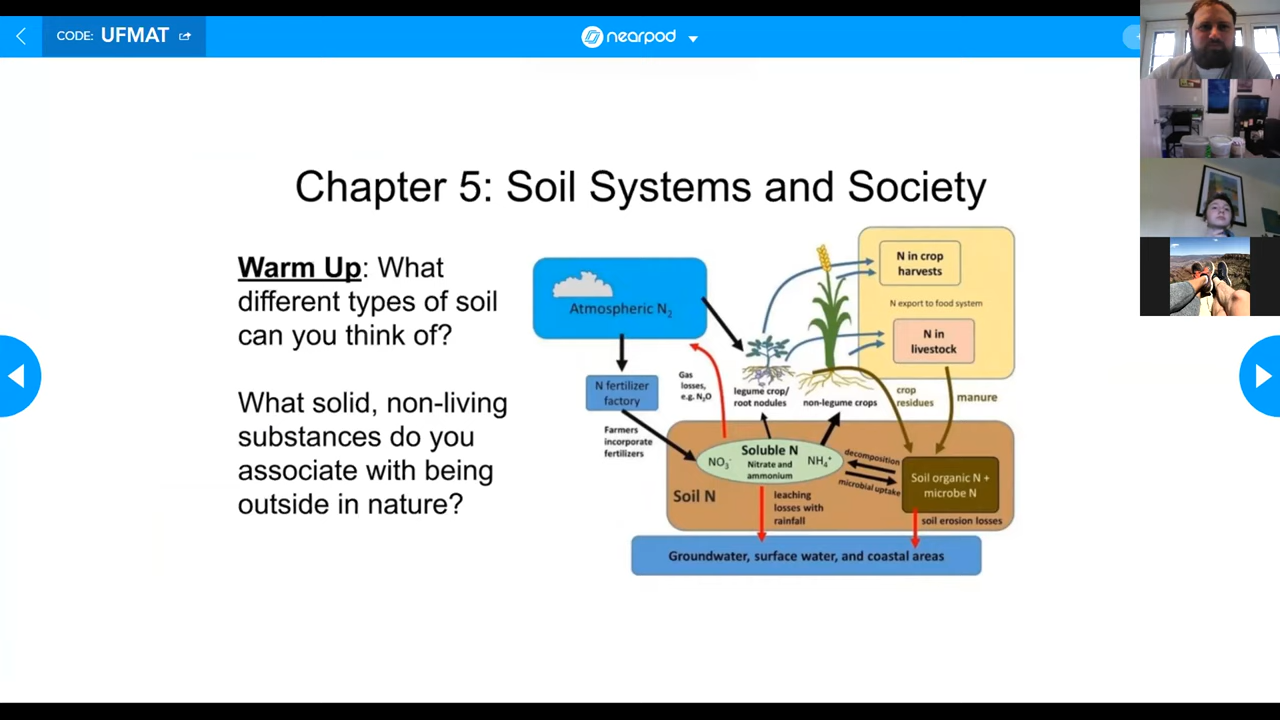 CODE: UFMAT
nearpod
Chapter 5: Soil Systems and Society
Warm Up: What
different types of soil
can you think of?
What solid, non-living
substances do you
associate with being
outside in nature?
Atmospheric N₂
N fertilizer
factory
Farmers
incorporate
fertilizers
Gas
losses,
e.g. N₂O
legume crop/
root nodules
non-legume crops
N in crop
harvests
N export to food system
N in
livestock
crop
residues
manure
NO₃⁻
Soluble N
Nitrate and
ammonium
NH₄⁺
decomposition
microbial uptake
Soil organic N +
microbe N
Soil N
leaching
losses with
rainfall
soil erosion losses
Groundwater, surface water, and coastal areas